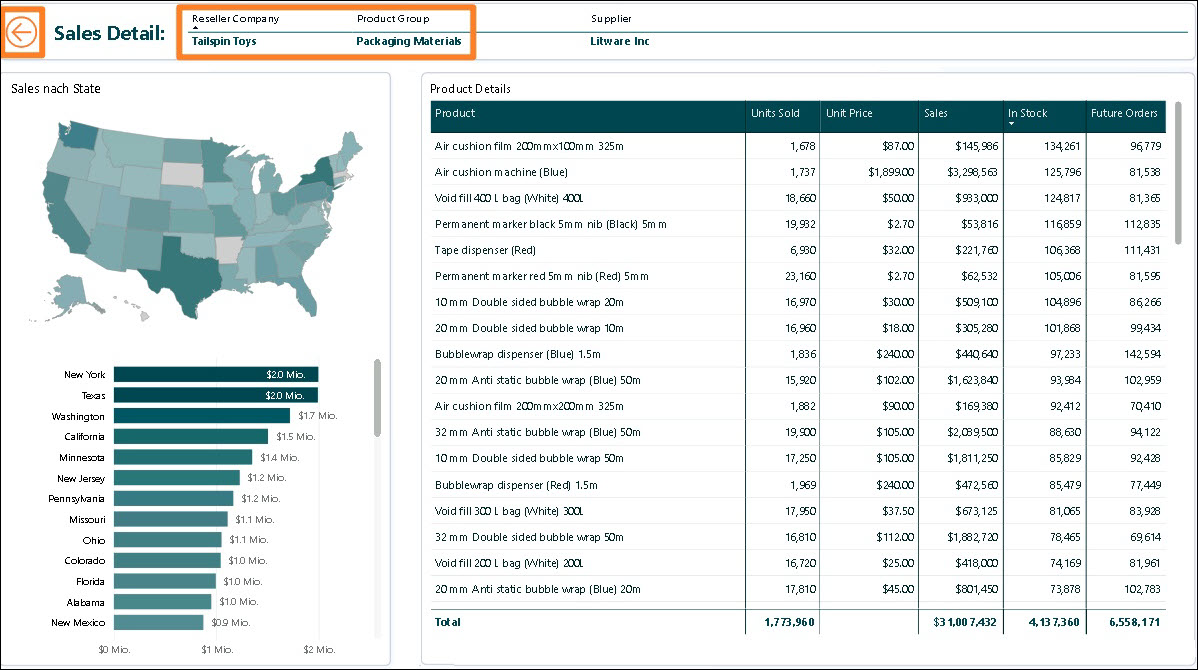 Sales Detail:
Reseller Company Product Group Supplier
Tailspin Toys Packaging Materials Litware Inc
Sales nach State
New York $2.0 Mio.
Texas $2.0 Mio.
Washington $1.7 Mio.
California $1.5 Mio.
Minnesota $1.4 Mio.
New Jersey $1.2 Mio.
Pennsylvania $1.2 Mio.
Missouri $1.1 Mio.
Ohio $1.1 Mio.
Colorado $1.0 Mio.
Florida $1.0 Mio.
Alabama $1.0 Mio.
New Mexico $0.9 Mio.
$0 Mio. $1 Mio. $2 Mio.
Product Details
Product Units Sold Unit Price Sales In Stock Future Orders
Air cushion film 200mmx100mm 325m 1,678 $87.00 $145,986 134,261 96,779
Air cushion machine (Blue) 1,737 $1,899.00 $3,298,563 125,796 81,538
Void fill 400 L bag (White) 400L 18,660 $50.00 $933,000 124,817 81,365
Permanent marker black 5mm nib (Black) 5mm 19,932 $2.70 $53,816 116,859 112,835
Tape dispenser (Red) 6,930 $32.00 $221,760 106,368 111,431
Permanent marker red 5mm nib (Red) 5mm 23,160 $2.70 $62,532 105,006 81,595
10 mm Double sided bubble wrap 20m 16,970 $30.00 $509,100 104,896 86,266
20 mm Double sided bubble wrap 10m 16,960 $18.00 $305,280 101,868 99,434
Bubblewrap dispenser (Blue) 1.5m 1,836 $240.00 $440,640 97,233 142,594
20 mm Anti static bubble wrap (Blue) 50m 15,920 $102.00 $1,623,840 93,984 102,959
Air cushion film 200mmx200mm 325m 1,882 $90.00 $169,380 92,412 70,410
32 mm Anti static bubble wrap (Blue) 50m 19,900 $105.00 $2,089,500 88,630 94,122
10 mm Double sided bubble wrap 50m 17,250 $105.00 $1,811,250 85,829 92,428
Bubblewrap dispenser (Red) 1.5m 1,969 $240.00 $472,560 85,479 77,449
Void fill 300 L bag (White) 300L 17,950 $37.50 $673,125 81,065 83,928
32 mm Double sided bubble wrap 50m 16,810 $112.00 $1,882,720 78,465 69,614
Void fill 200 L bag (White) 200L 16,720 $25.00 $418,000 74,169 81,961
20 mm Anti static bubble wrap (Blue) 20m 17,810 $45.00 $801,450 73,878 102,783
Total 1,773,960 $31,007,432 4,137,360 6,558,171